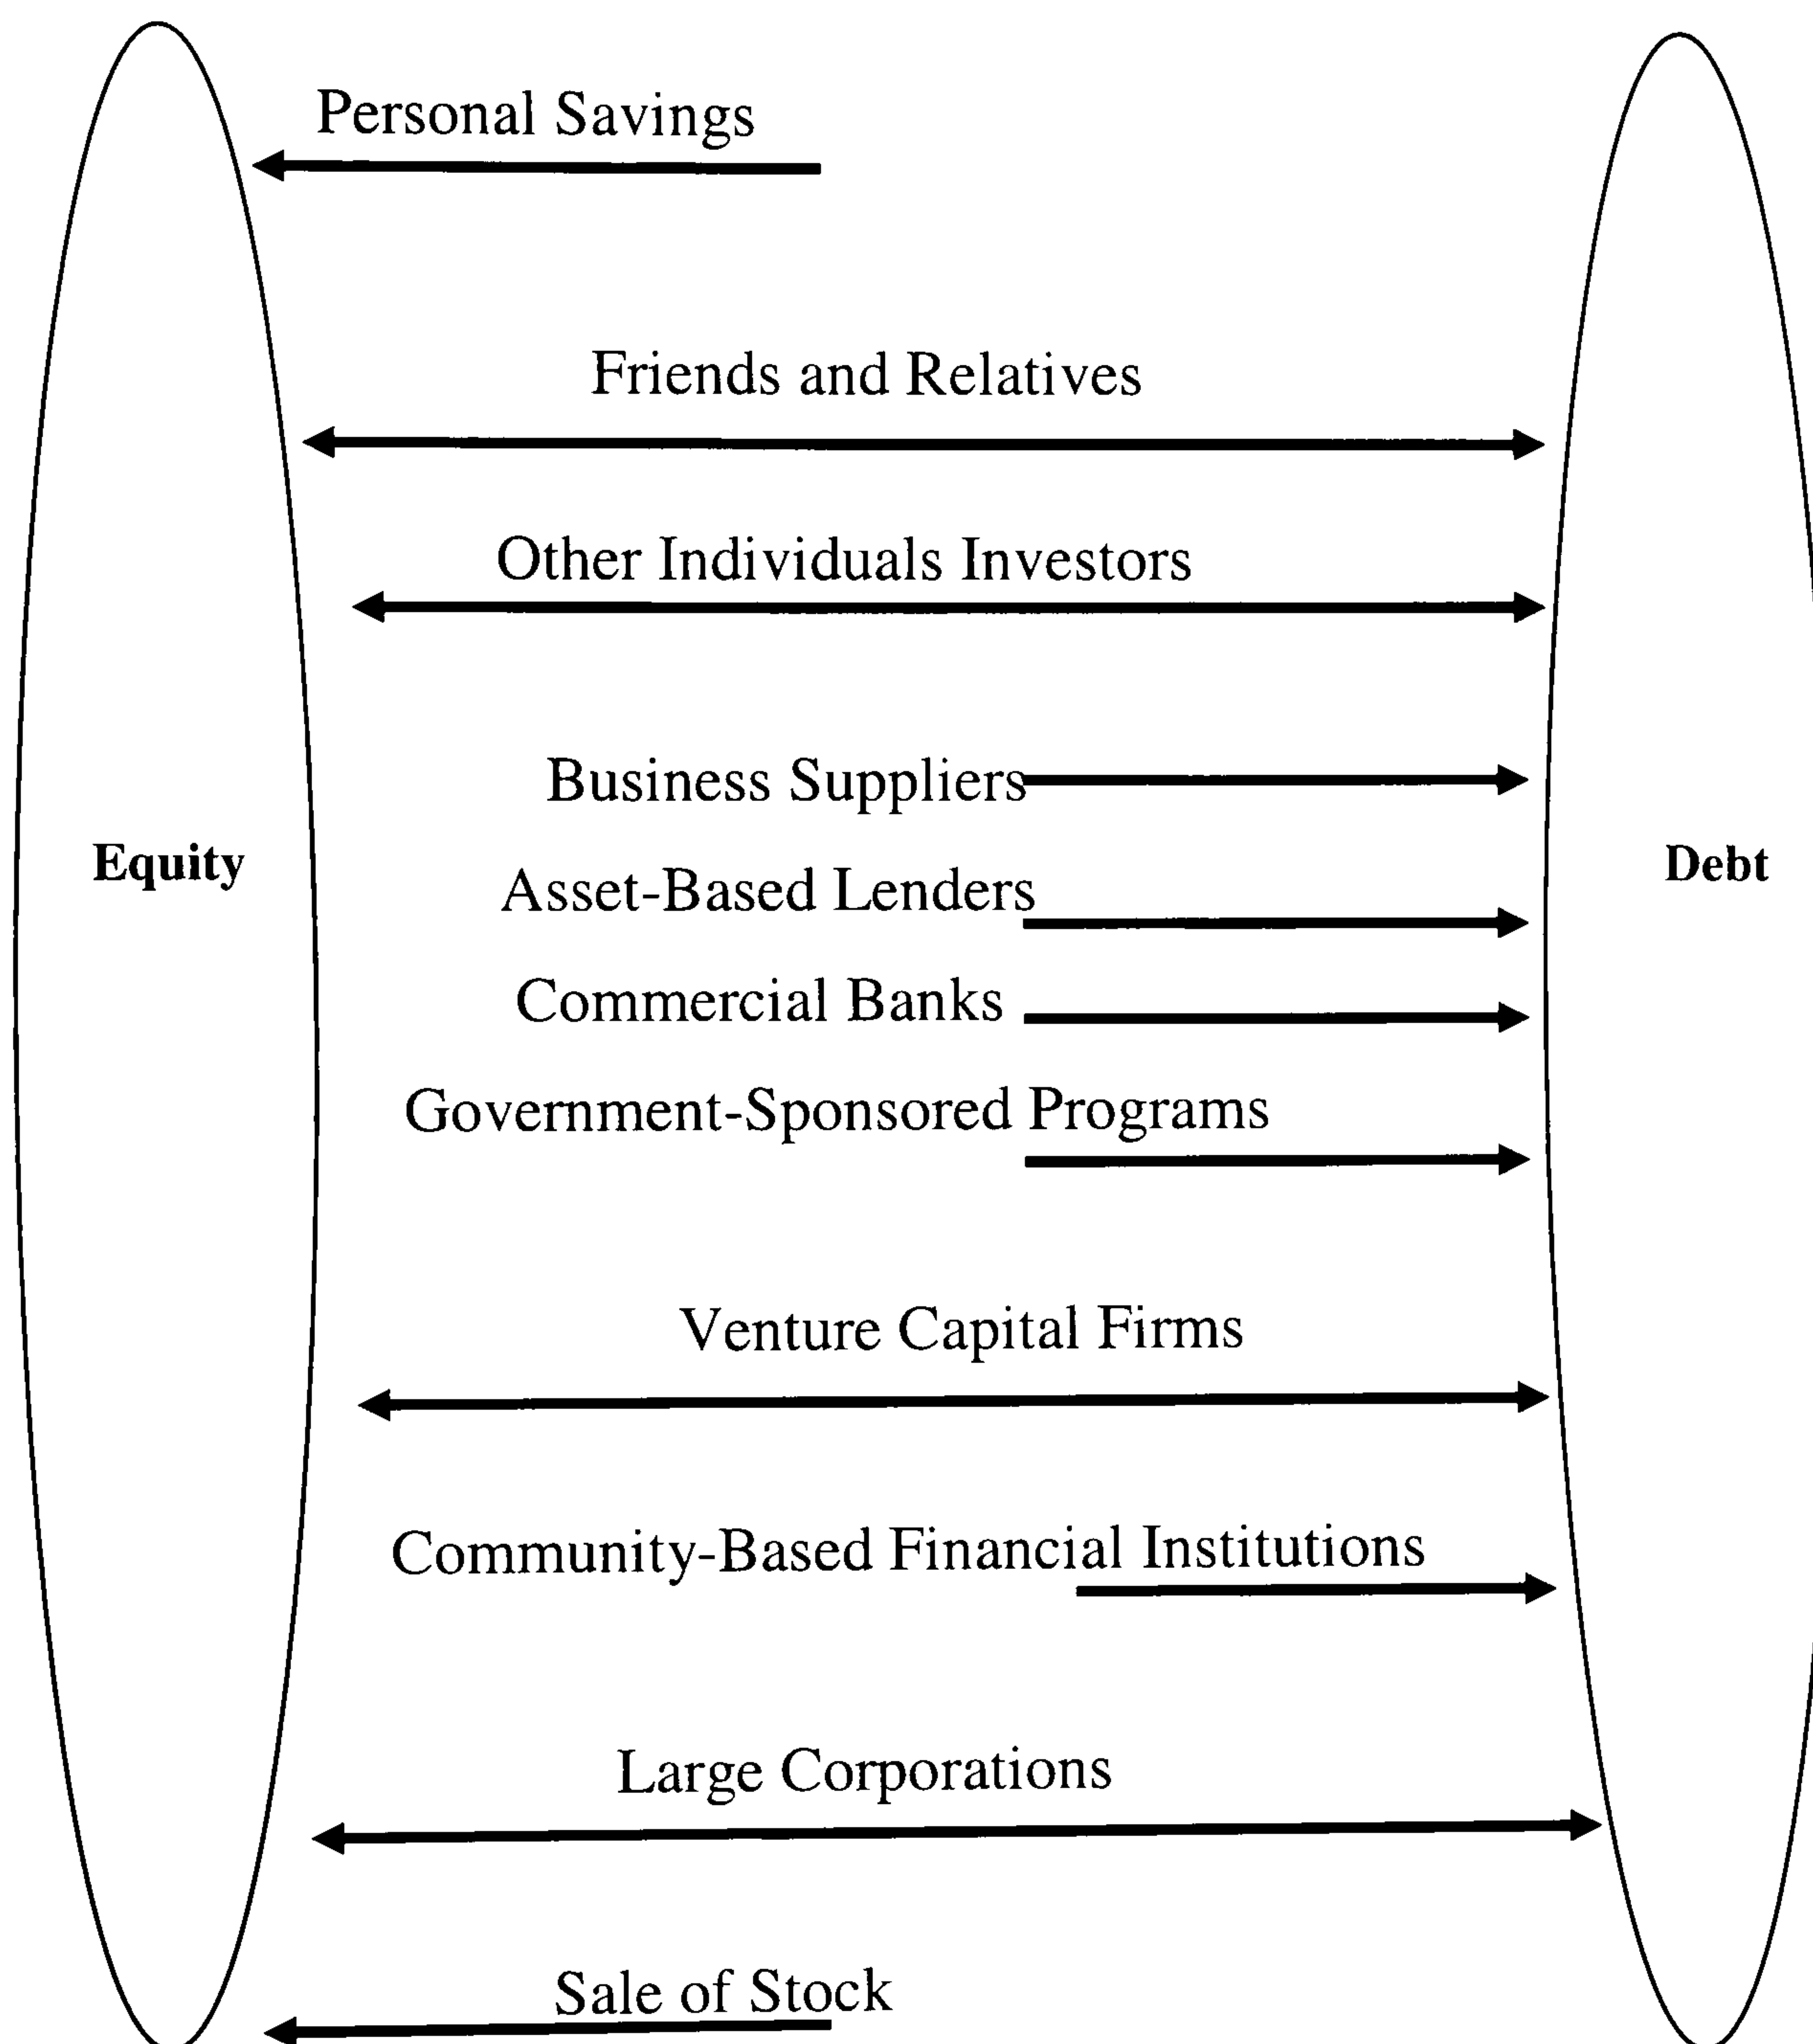 Personal Savings
Friends and Relatives
Other Individuals Investors
Business Suppliers
Equity
Debt
Asset-Based Lenders
Commercial Banks
Government-Sponsored Programs
Venture Capital Firms
Community-Based Financial Institutions
Large Corporations
Sale of Stock